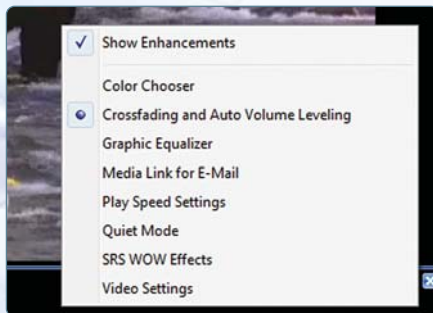 Show Enhancements
Color Chooser
Crossfading and Auto Volume Leveling
Graphic Equalizer
Media Link for E-Mail
Play Speed Settings
Quiet Mode
SRS WOW Effects
Video Settings